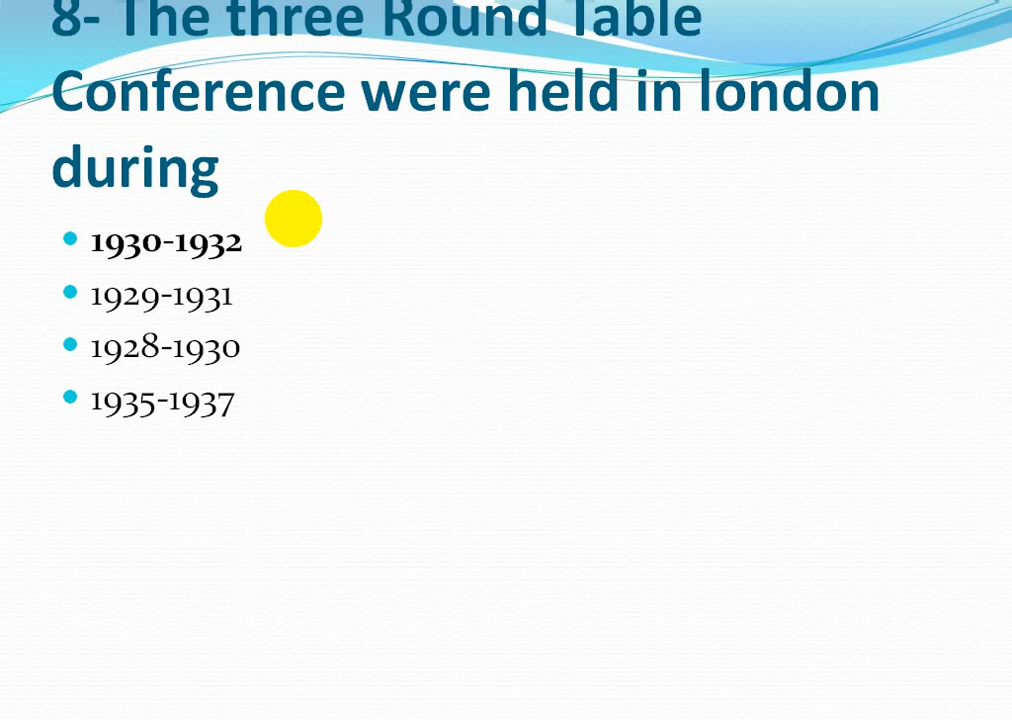 8- The three Round Table
Conference were held in london
during
1930-1932
1929-1931
1928-1930
1935-1937